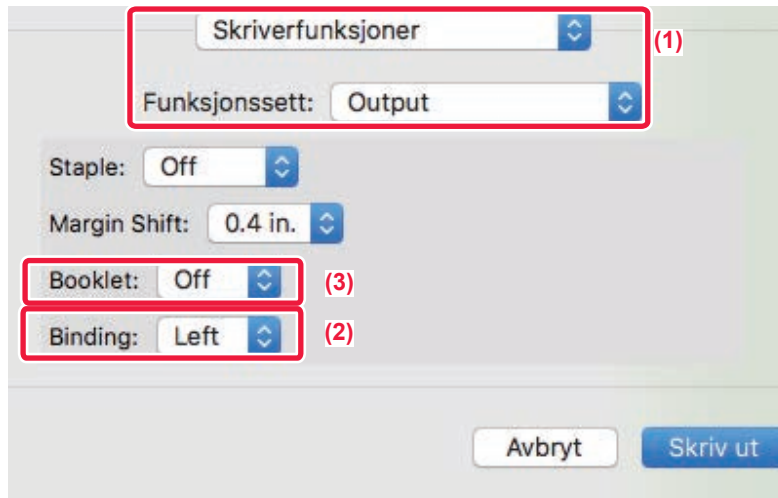 Skriverfunksjoner
(1)
Funksjonssett: Output
Staple: Off
Margin Shift: 0.4 in.
Booklet: Off (3)
Binding: Left (2)
Avbryt Skriv ut